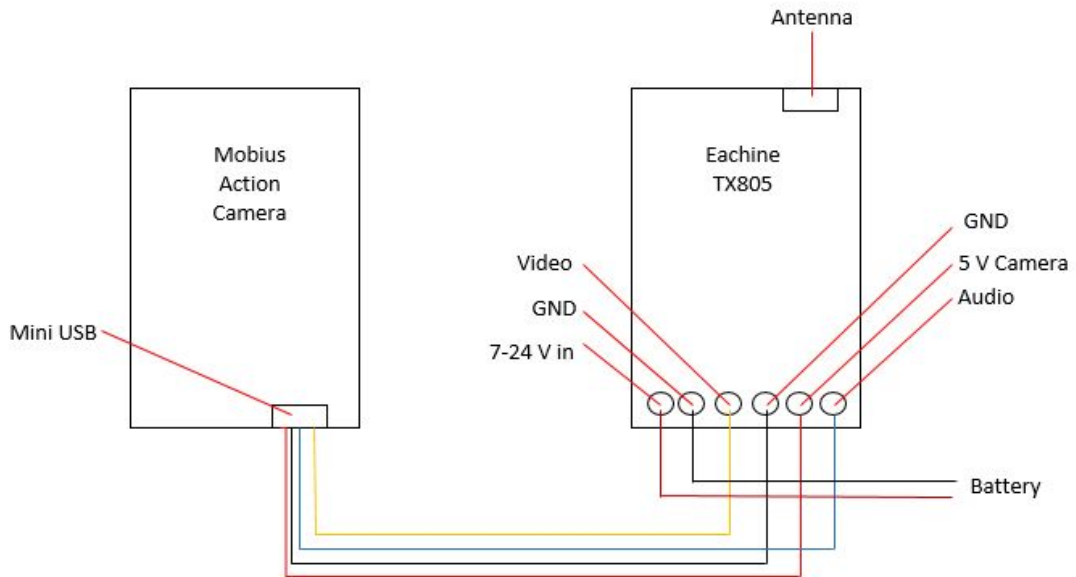 Antenna
Mobius
Action
Camera
Eachine
TX805
GND
Video
5 V Camera
GND
Audio
Mini USB
7-24 V in
Battery